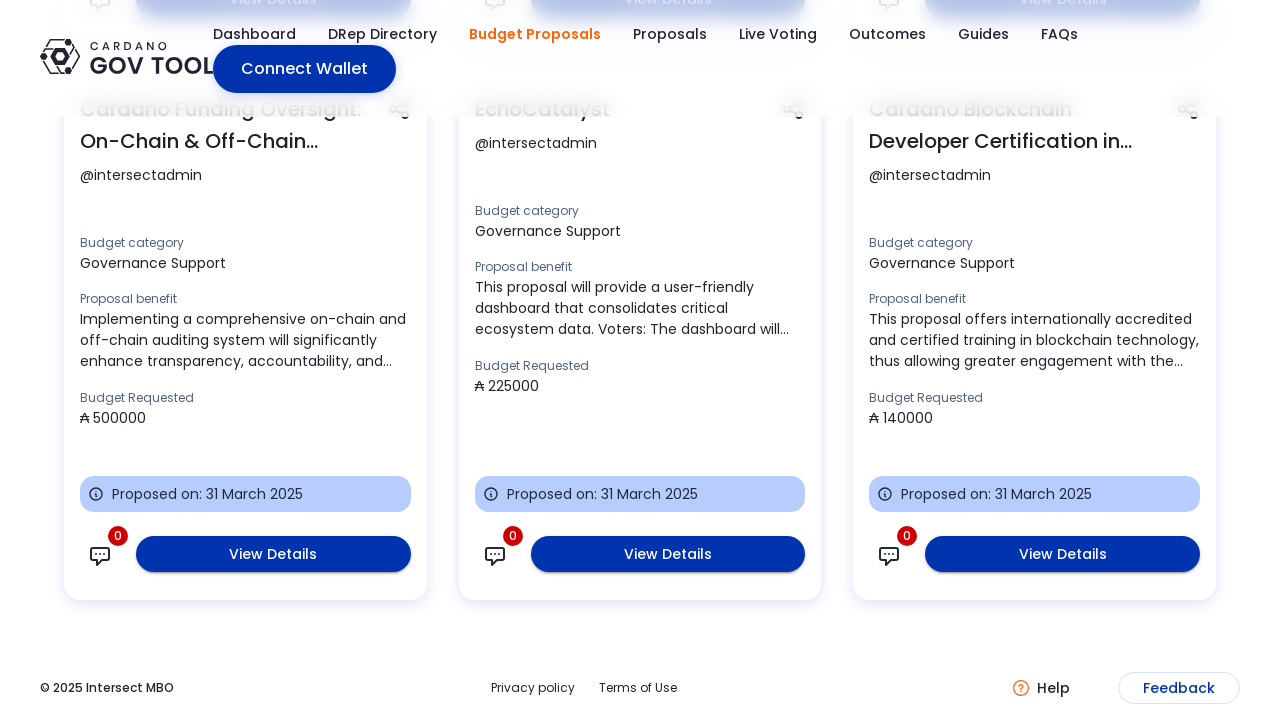 View Details
View Details
View Details
Dashboard
DRep Directory
Budget Proposals
Proposals
Live Voting
Outcomes
Guides
FAQs
CARDANO
GOV TOOL
Connect Wallet
Cardano Funding Oversight:
On-Chain & Off-Chain...
@intersectadmin
Budget category
Governance Support
Proposal benefit
Implementing a comprehensive on-chain and
off-chain auditing system will significantly
enhance transparency, accountability, and...
Budget Requested
₳ 500000
Proposed on: 31 March 2025
0
View Details
EchoCatalyst
@intersectadmin
Budget category
Governance Support
Proposal benefit
This proposal will provide a user-friendly
dashboard that consolidates critical
ecosystem data. Voters: The dashboard will...
Budget Requested
₳ 225000
Proposed on: 31 March 2025
0
View Details
Cardano Blockchain
Developer Certification in...
@intersectadmin
Budget category
Governance Support
Proposal benefit
This proposal offers internationally accredited
and certified training in blockchain technology,
thus allowing greater engagement with the...
Budget Requested
₳ 140000
Proposed on: 31 March 2025
0
View Details
© 2025 Intersect MBO
Privacy policy
Terms of Use
Help
Feedback